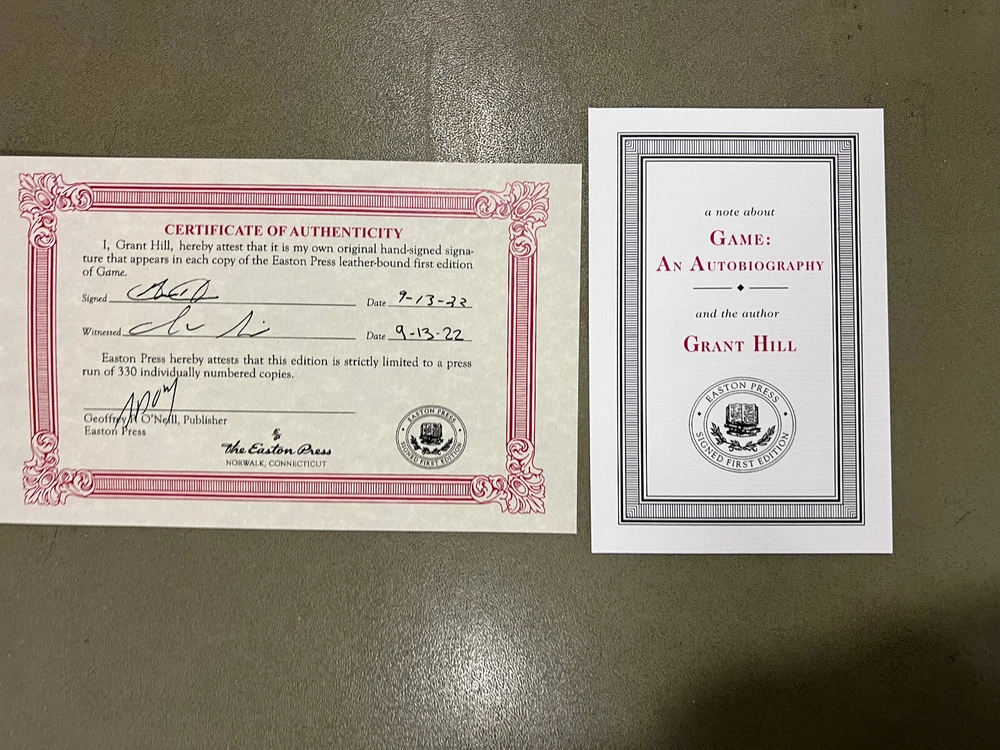 CERTIFICATE OF AUTHENTICITY
I, Grant Hill, hereby attest that it is my own original hand-signed signa-
ture that appears in each copy of the Easton Press leather-bound first edition
of Game.
Signed Date 9-13-22
Witnessed Date 9-13-22
Easton Press hereby attests that this edition is strictly limited to a press
run of 330 individually numbered copies.
Geoffrey R O'Neill, Publisher
Easton Press
The Easton Press
NORWALK, CONNECTICUT
EASTON PRESS
SIGNED FIRST EDITION
a note about
GAME:
AN AUTOBIOGRAPHY
and the author
GRANT HILL
EASTON PRESS
SIGNED FIRST EDITION